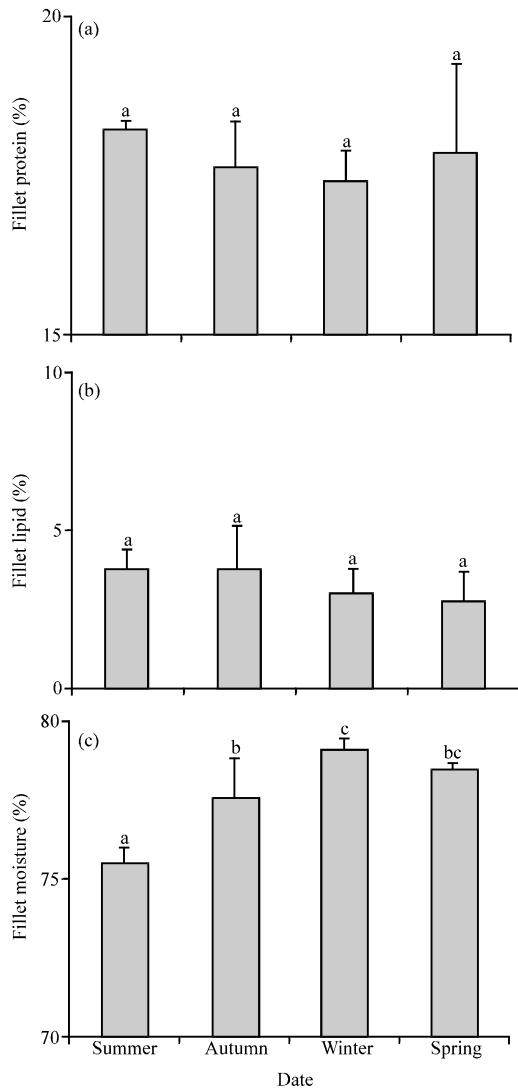 20
(a)
a
a
a
a
Fillet protein (%)
15
10
(b)
a
a
a
a
5
Fillet lipid (%)
0
80
(c)
a
b
c
bc
75
Fillet moisture (%)
70
Summer Autumn Winter Spring
Date